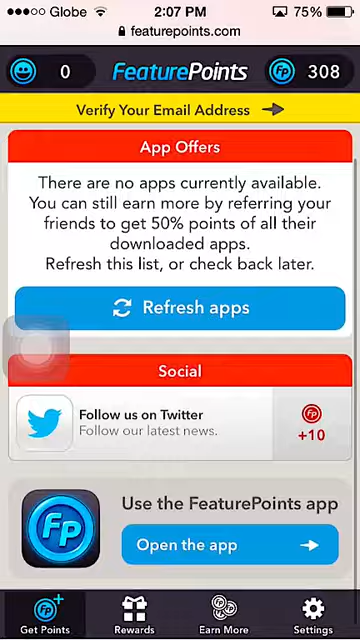 Globe 2:07 PM 75%
featurepoints.com
0 FEATUREPOINTS FP 308
Verify Your Email Address
App Offers
There are no apps currently available.
You can still earn more by referring your
friends to get 50% points of all their
downloaded apps.
Refresh this list, or check back later.
Refresh apps
Social
Follow us on Twitter
Follow our latest news.
FP
+10
Fp
Use the FeaturePoints app
Open the app
Get Points Rewards Earn More Settings